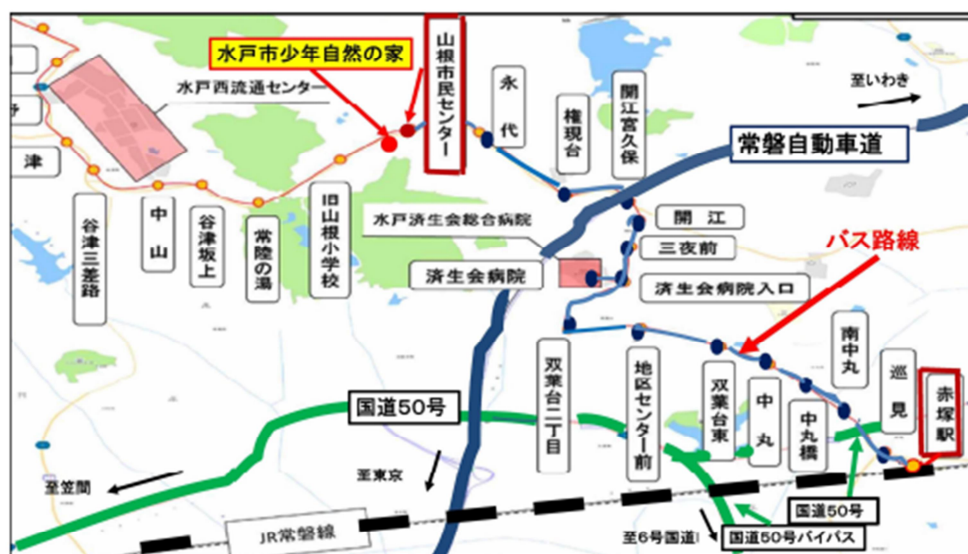 水戸市少年自然の家
山根市民センター
永代
権現台
開江宮久保
至いわき
常磐自動車道
水戸西流通センター
野
津
谷津三差路
中山
谷津坂上
常陸の湯
旧山根小学校
水戸済生会総合病院
済生会病院
開江
三夜前
済生会病院入口
バス路線
双葉台二丁目
地区センター前
双葉台東
中丸
中丸橋
南中丸
巡見
赤塚駅
国道50号
至笠間
至東京
JR常磐線
至6号国道
国道50号
国道50号バイパス